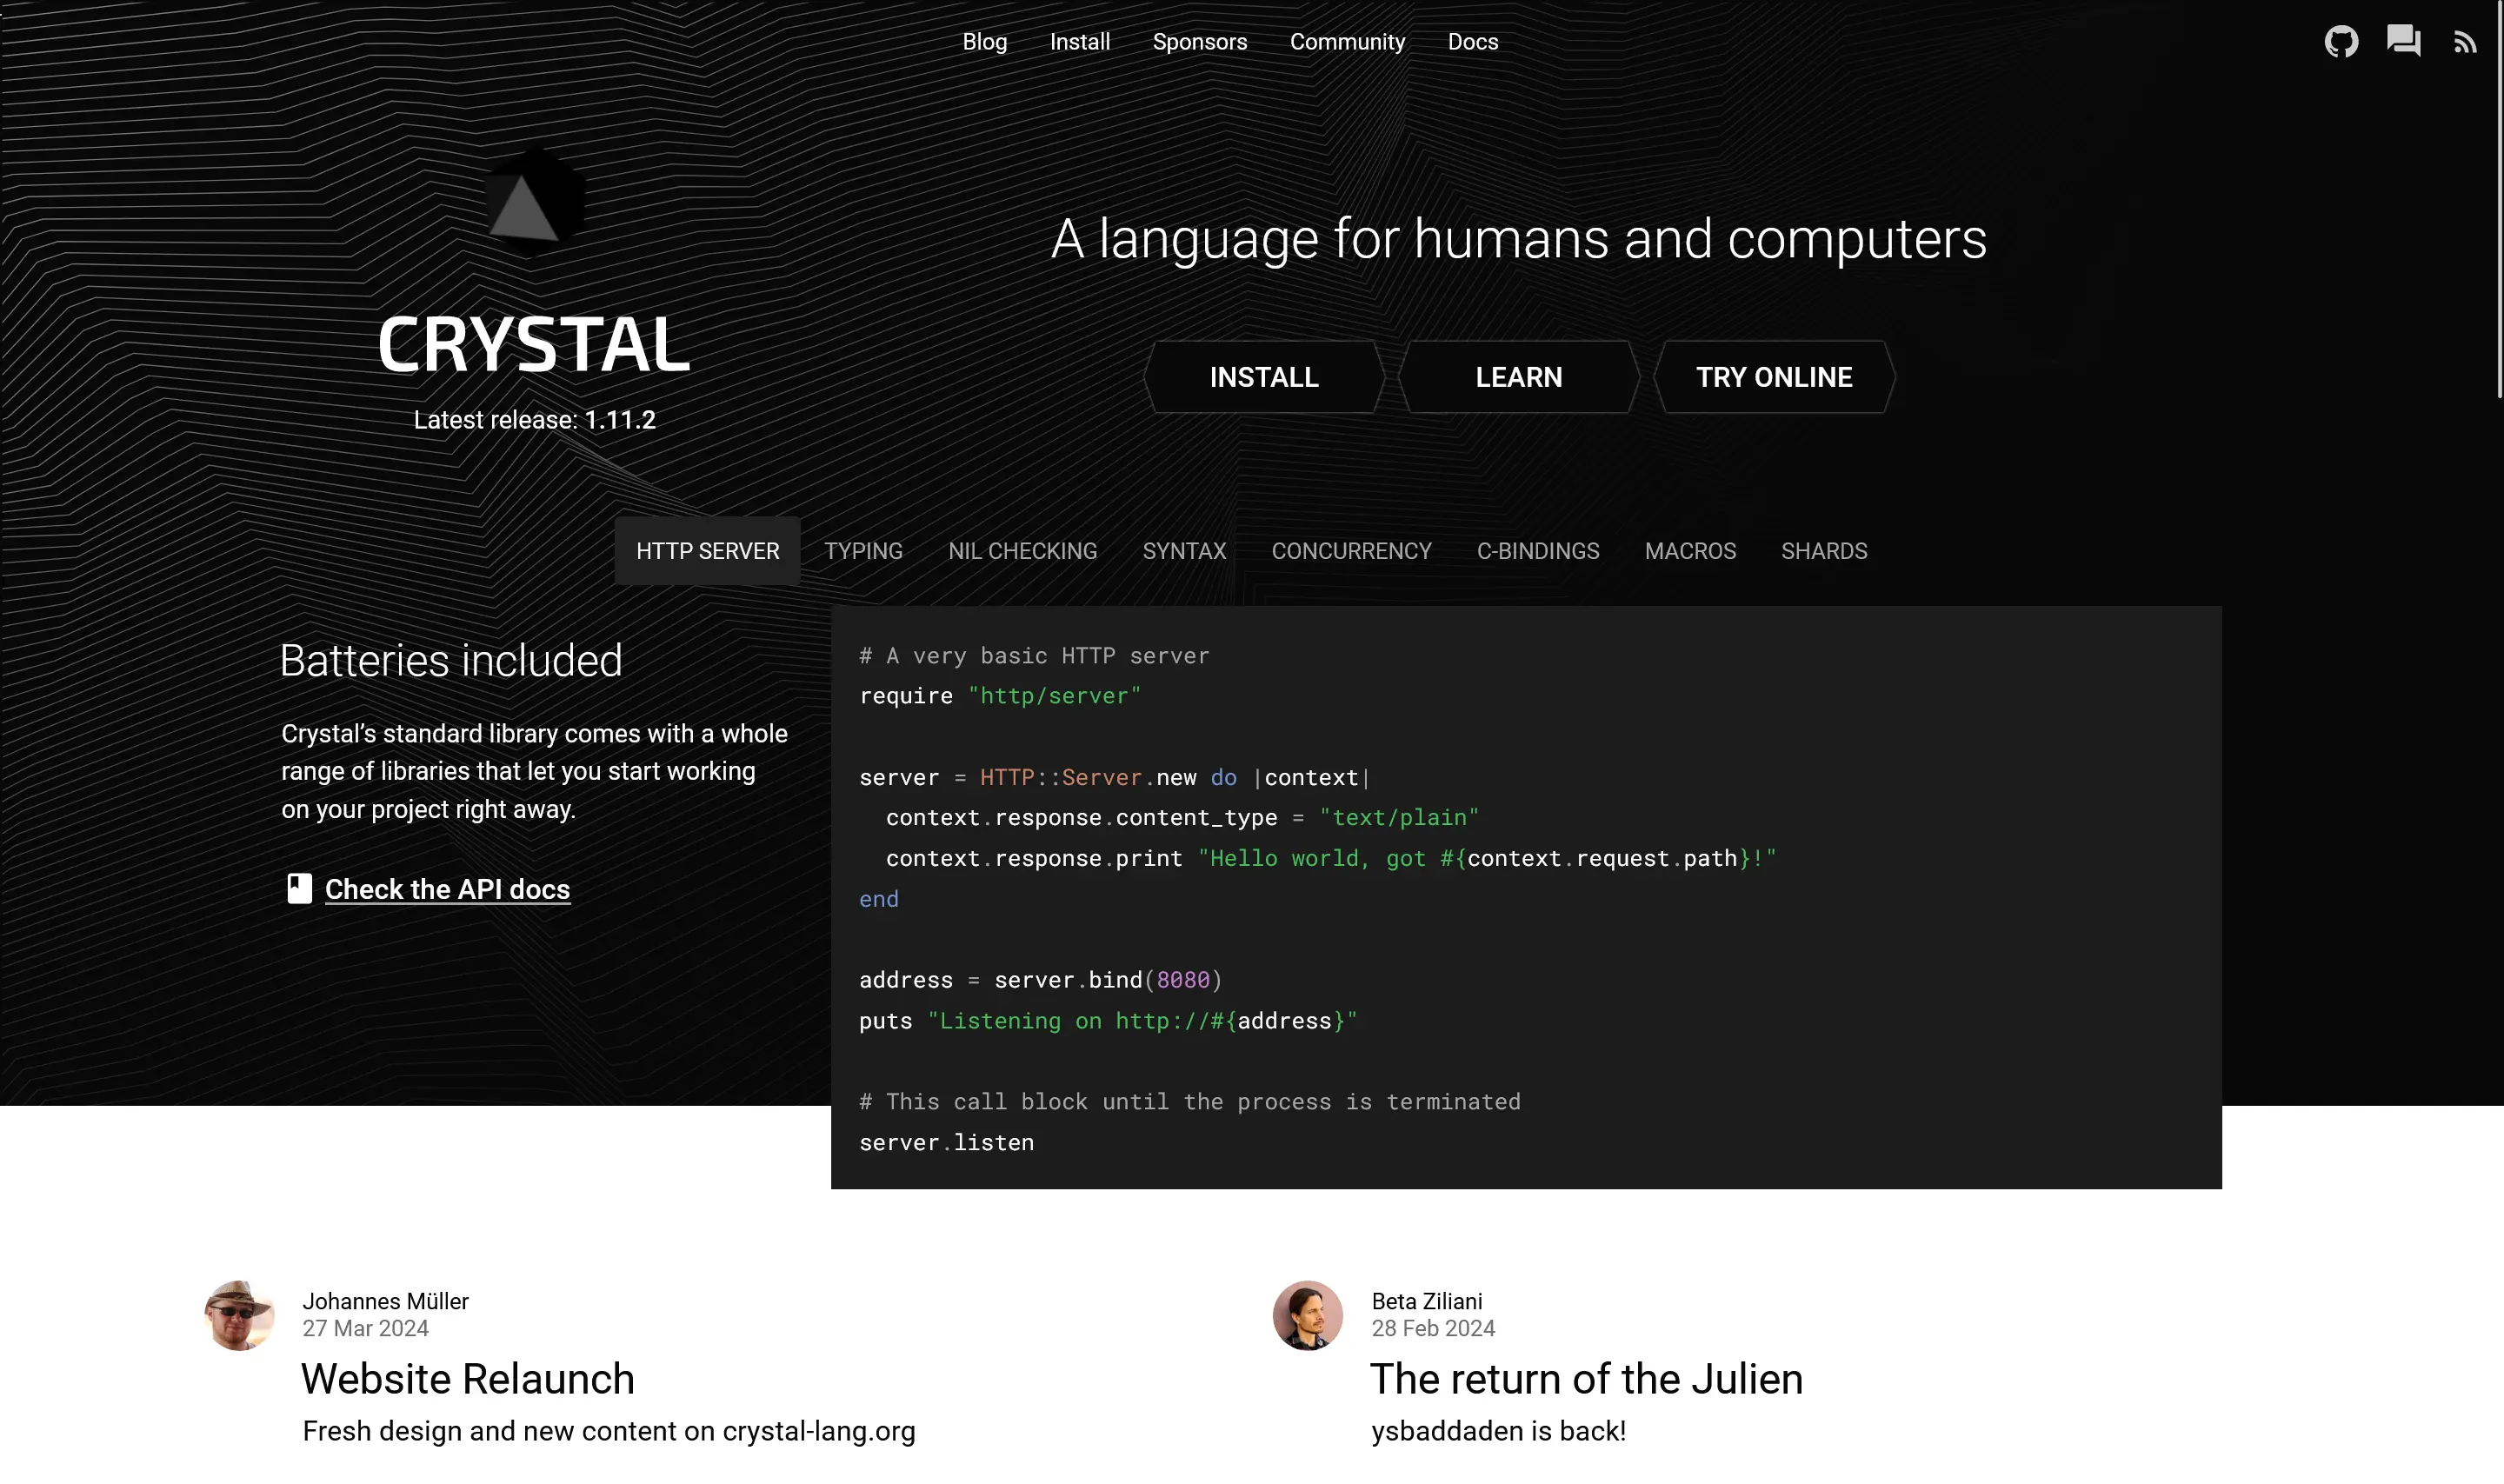 Blog Install Sponsors Community Docs
CRYSTAL
Latest release: 1.11.2
A language for humans and computers
INSTALL LEARN TRY ONLINE
HTTP SERVER TYPING NIL CHECKING SYNTAX CONCURRENCY C-BINDINGS MACROS SHARDS
Batteries included
Crystal’s standard library comes with a whole
range of libraries that let you start working
on your project right away.
Check the API docs
# A very basic HTTP server
require "http/server"
server = HTTP::Server.new do |context|
  context.response.content_type = "text/plain"
  context.response.print "Hello world, got #{context.request.path}!"
end
address = server.bind(8080)
puts "Listening on http://#{address}"
# This call block until the process is terminated
server.listen
Johannes Müller
27 Mar 2024
Website Relaunch
Fresh design and new content on crystal-lang.org
Beta Ziliani
28 Feb 2024
The return of the Julien
ysbaddaden is back!